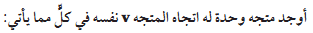 أوجد متجه وحدة له اتجاه المتجه v نفسه في كلٍّ مما يأتي: